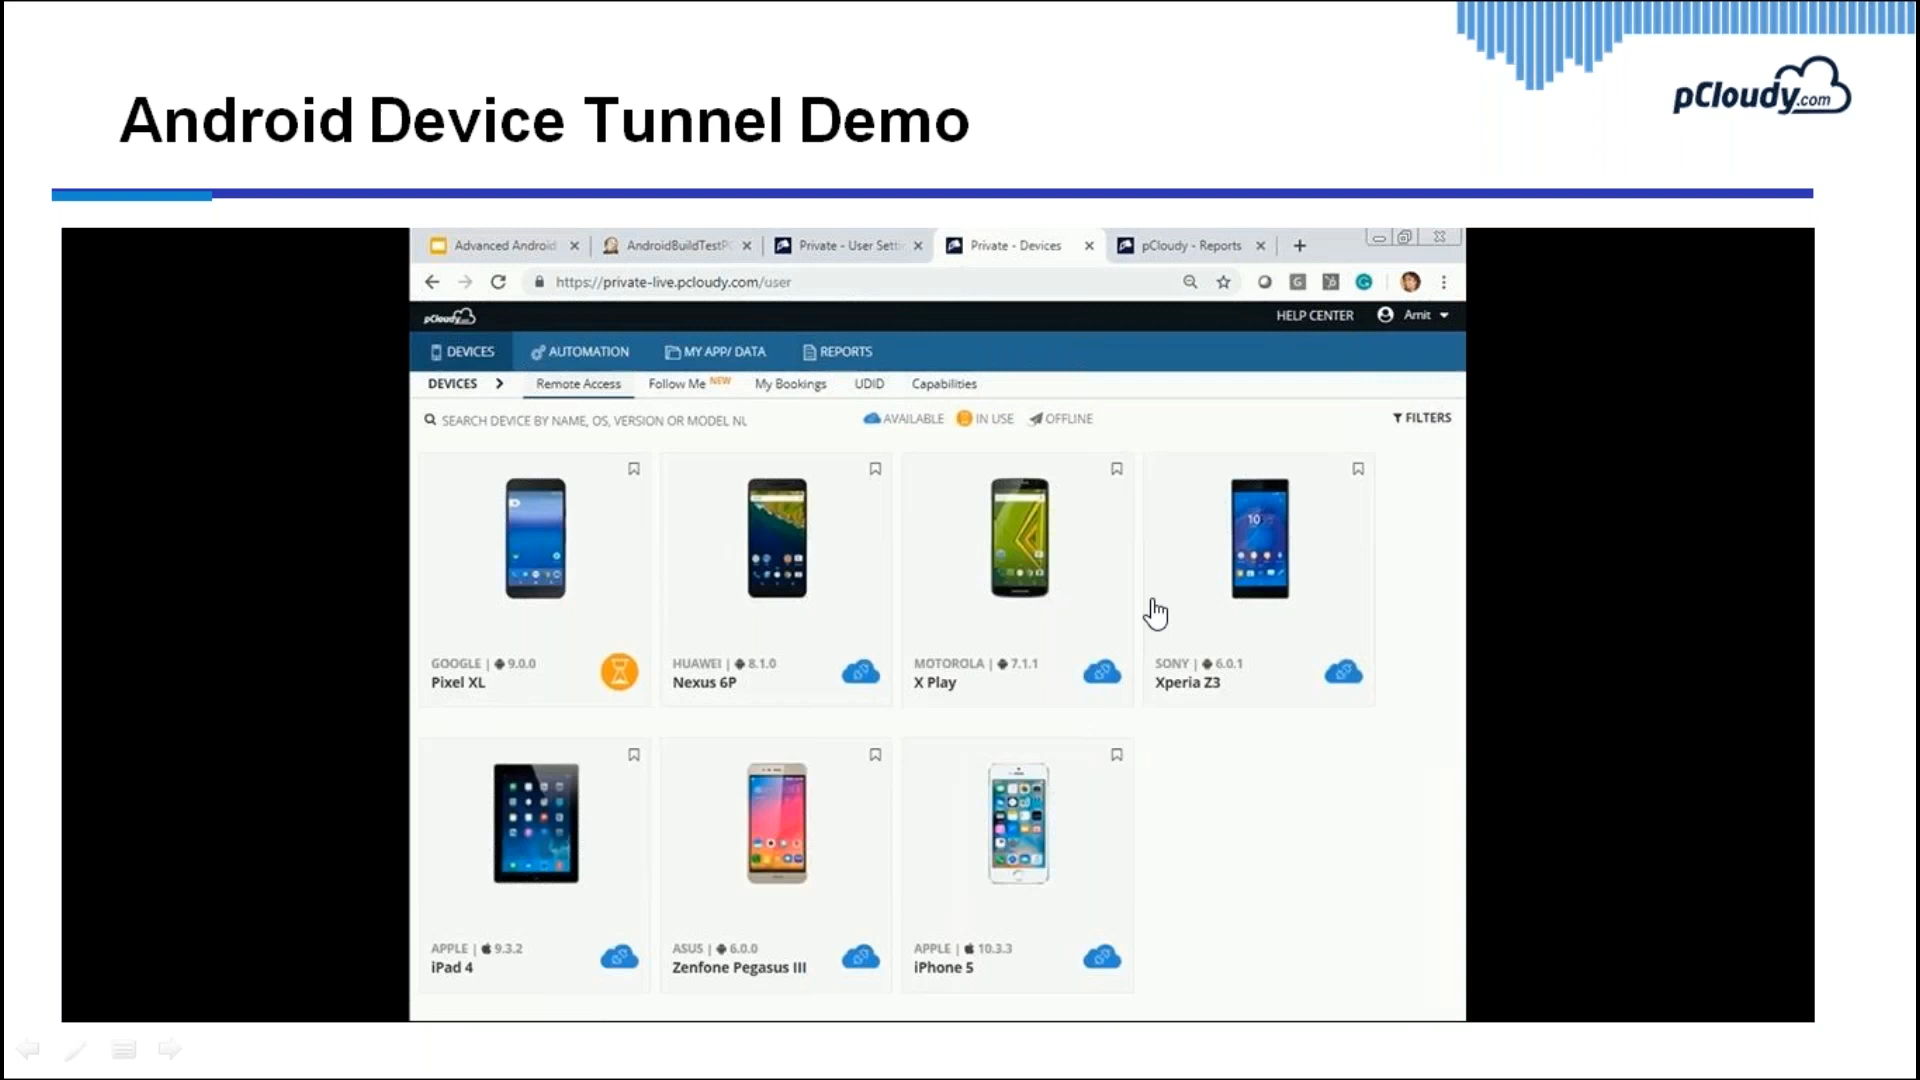 pCloudy.com
Android Device Tunnel Demo
Advanced Android
AndroidBuildTestP
Private - User Setti
Private - Devices
pCloudy - Reports
https://private-live.pcloudy.com/user
pCloudy
HELP CENTER
Amit
DEVICES
AUTOMATION
MY APP/ DATA
REPORTS
DEVICES
Remote Access
Follow Me NEW
My Bookings
UDID
Capabilities
SEARCH DEVICE BY NAME, OS, VERSION OR MODEL NU
AVAILABLE
IN USE
OFFLINE
FILTERS
GOOGLE | 9.0.0
Pixel XL
HUAWEI | 8.1.0
Nexus 6P
MOTOROLA | 7.1.1
X Play
SONY | 6.0.1
Xperia Z3
APPLE | 9.3.2
iPad 4
ASUS | 6.0.0
Zenfone Pegasus III
APPLE | 10.3.3
iPhone 5